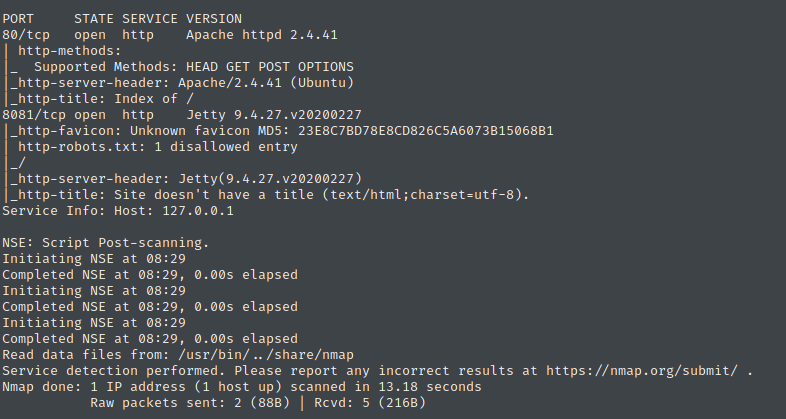 PORT     STATE SERVICE VERSION
80/tcp   open  http    Apache httpd 2.4.41
| http-methods:
|_  Supported Methods: HEAD GET POST OPTIONS
|_http-server-header: Apache/2.4.41 (Ubuntu)
|_http-title: Index of /
8081/tcp open  http    Jetty 9.4.27.v20200227
|_http-favicon: Unknown favicon MD5: 23E8C7BD78E8CD826C5A6073B15068B1
| http-robots.txt: 1 disallowed entry
|_/
|_http-server-header: Jetty(9.4.27.v20200227)
|_http-title: Site doesn't have a title (text/html;charset=utf-8).
Service Info: Host: 127.0.0.1

NSE: Script Post-scanning.
Initiating NSE at 08:29
Completed NSE at 08:29, 0.00s elapsed
Initiating NSE at 08:29
Completed NSE at 08:29, 0.00s elapsed
Initiating NSE at 08:29
Completed NSE at 08:29, 0.00s elapsed
Read data files from: /usr/bin/../share/nmap
Service detection performed. Please report any incorrect results at https://nmap.org/submit/ .
Nmap done: 1 IP address (1 host up) scanned in 13.18 seconds
           Raw packets sent: 2 (88B) | Rcvd: 5 (216B)